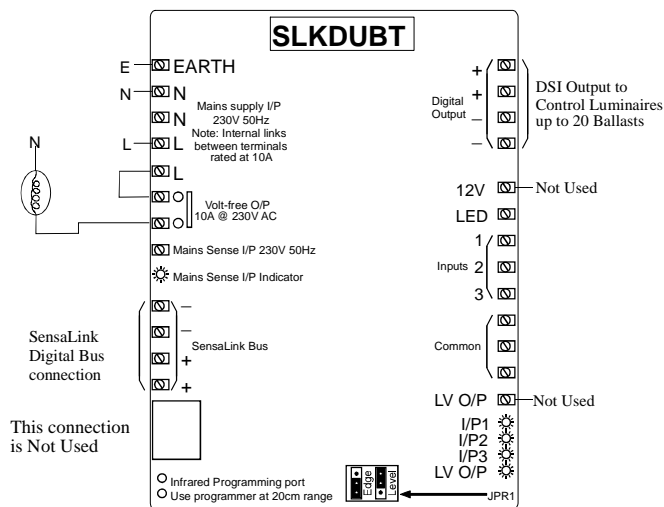 SLKDUBT
E
EARTH
N
N
N
Mains supply I/P
230V 50Hz
Note: Internal links
between terminals
rated at 10A
L
L
L
N
Volt-free O/P
10A @ 230V AC
Mains Sense I/P 230V 50Hz
Mains Sense I/P Indicator
SensaLink
Digital Bus
connection
−
−
+
+
SensaLink Bus
This connection
is Not Used
Infrared Programming port
Use programmer at 20cm range
+
+
−
−
Digital
Output
DSI Output to
Control Luminaires
up to 20 Ballasts
12V
Not Used
LED
Inputs
1
2
3
Common
LV O/P
Not Used
I/P1
I/P2
I/P3
LV O/P
Edge
Level
JPR1